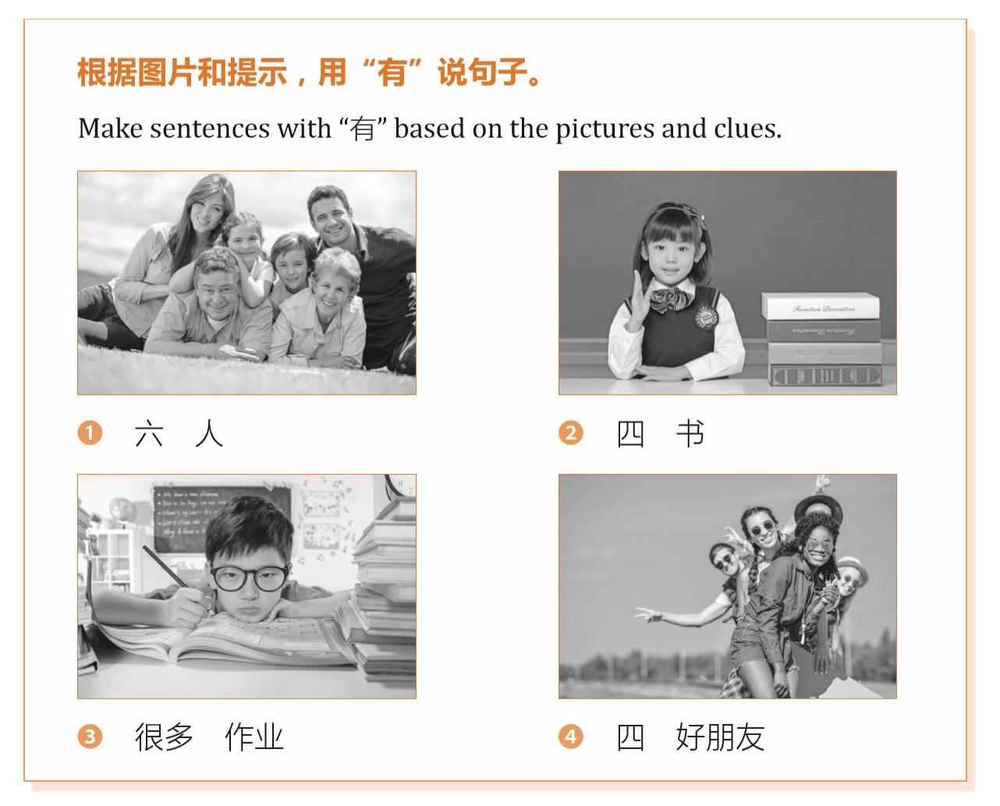 根据图片和提示，用“有”说句子。
Make sentences with “有” based on the pictures and clues.
Furniture Decoration
1 六 人
2 四 书
3 很多 作业
4 四 好朋友